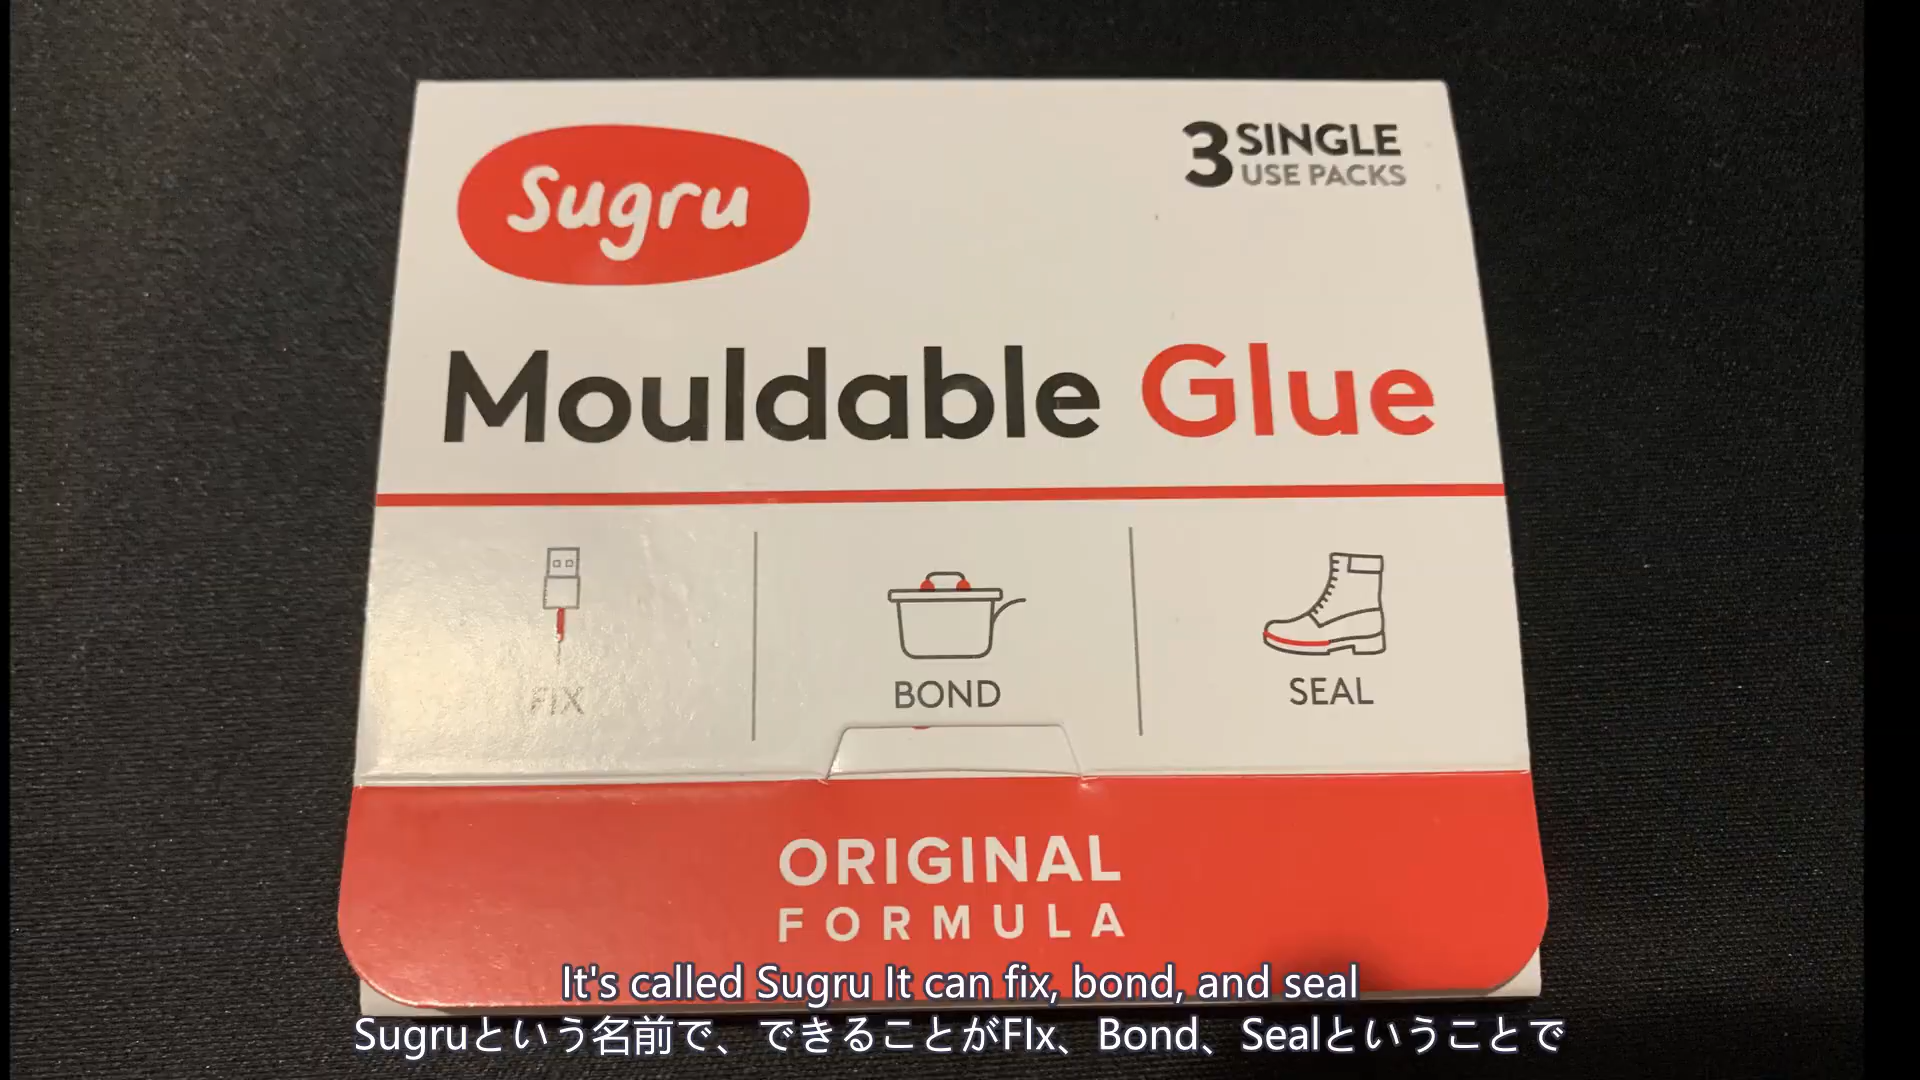 Sugru
3 SINGLE
USE PACKS
Mouldable Glue
FIX
BOND
SEAL
ORIGINAL
FORMULA
It's called Sugru It can fix, bond, and seal
Sugruという名前で、できることがFIx、Bond、Sealということで